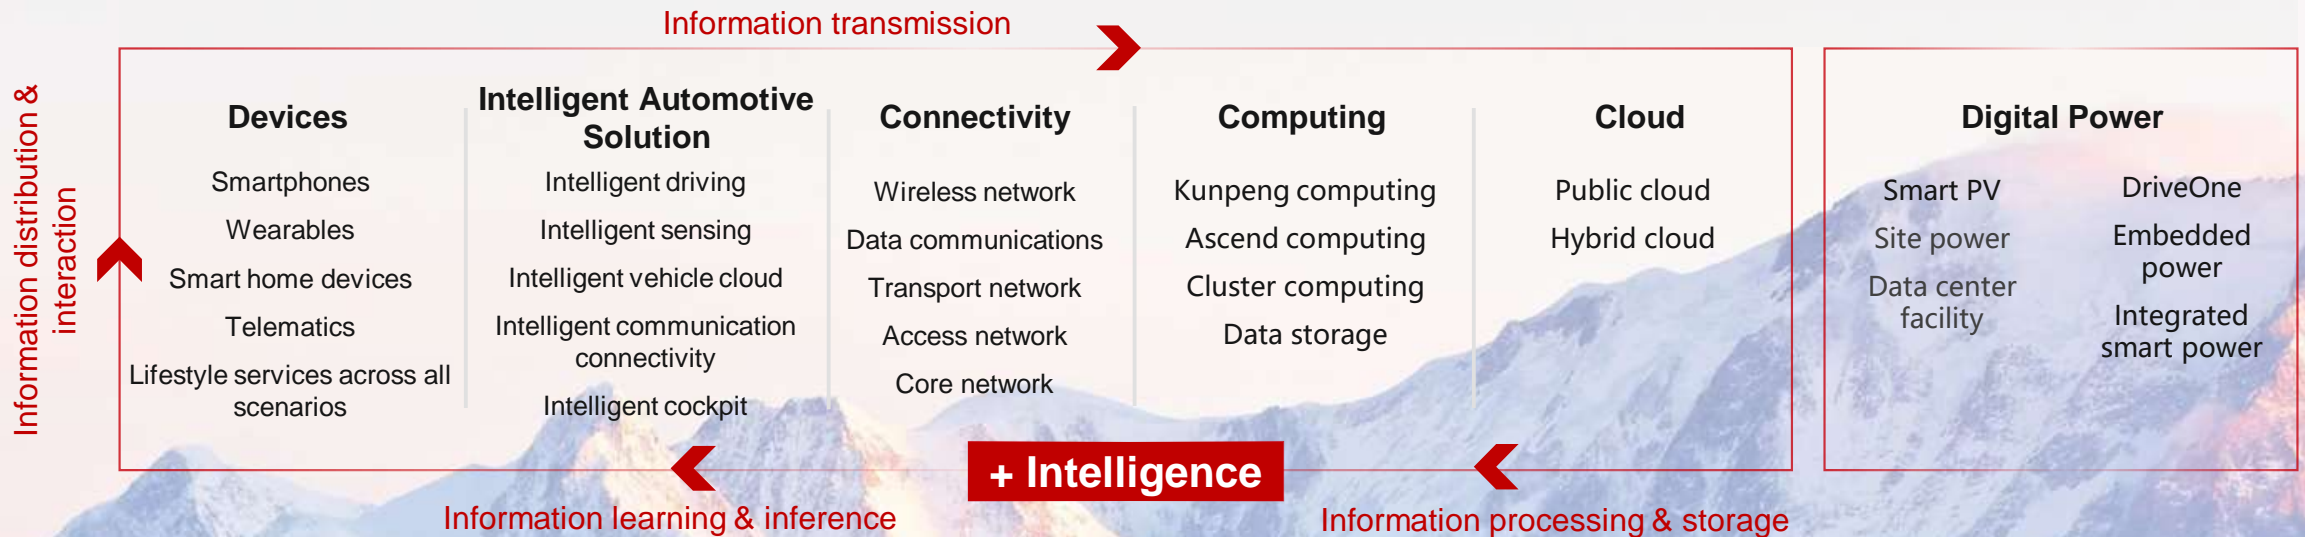 Information transmission
Information distribution &
interaction
Devices
Smartphones
Wearables
Smart home devices
Telematics
Lifestyle services across all
scenarios
Intelligent Automotive
Solution
Intelligent driving
Intelligent sensing
Intelligent vehicle cloud
Intelligent communication
connectivity
Intelligent cockpit
Connectivity
Wireless network
Data communications
Transport network
Access network
Core network
Computing
Kunpeng computing
Ascend computing
Cluster computing
Data storage
Cloud
Public cloud
Hybrid cloud
Digital Power
Smart PV
Site power
Data center
facility
DriveOne
Embedded
power
Integrated
smart power
+ Intelligence
Information learning & inference
Information processing & storage